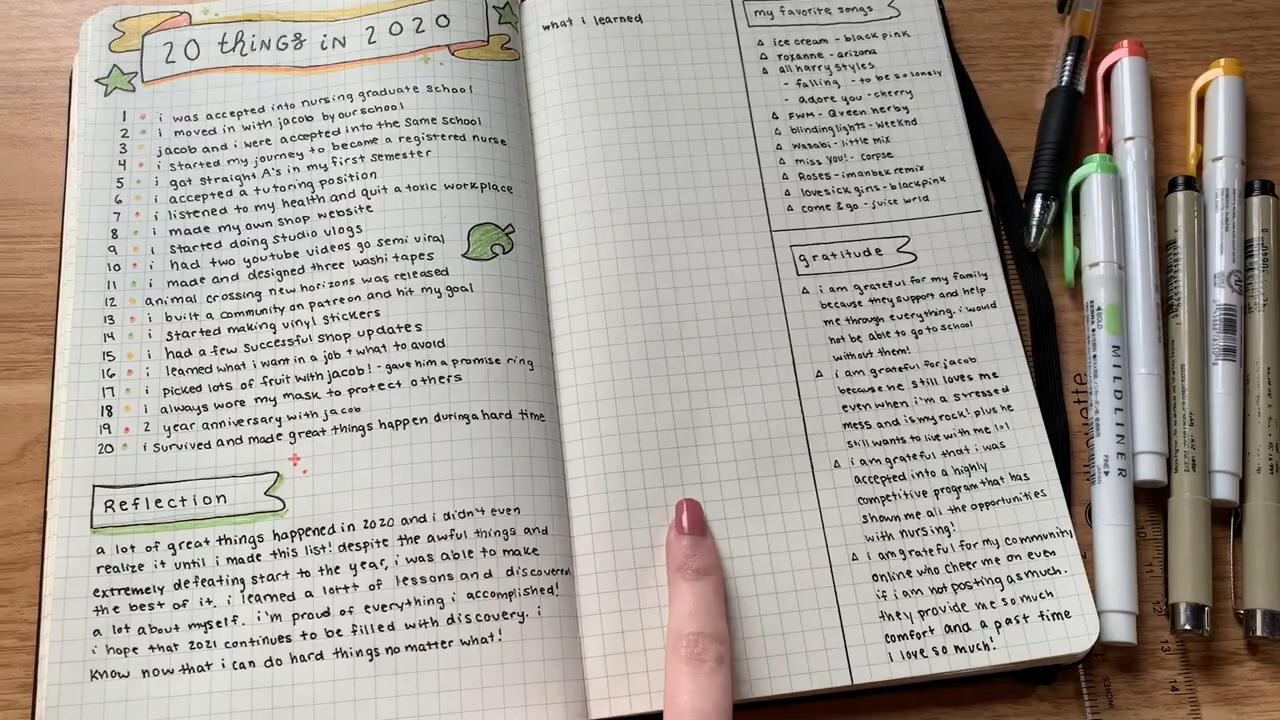 20 things in 2020
1 i was accepted into nursing graduate school
2 i moved in with jacob by our school
3 jacob and i were accepted into the same school
4 i started my journey to become a registered nurse
5 i got straight A's in my first semester
6 i accepted a tutoring position
7 i listened to my health and quit a toxic workplace
8 i made my own shop website
9 i started doing studio vlogs
10 i had two youtube videos go semi viral
11 i made and designed three washi tapes
12 animal crossing new horizons was released
13 i built a community on patreon and hit my goal
14 i started making vinyl stickers
15 i had a few successful shop updates
16 i learned what i want in a job + what to avoid
17 i picked lots of fruit with jacob! - gave him a promise ring
18 i always wore my mask to protect others
19 2 year anniversary with jacob
20 i survived and made great things happen during a hard time
Reflection
a lot of great things happened in 2020 and i didn't even
realize it until i made this list! despite the awful things and
extremely defeating start to the year, i was able to make
the best of it. i learned a lottt of lessons and discovered
a lot about myself. i'm proud of everything i accomplished!
i hope that 2021 continues to be filled with discovery. i
know now that i can do hard things no matter what!
what i learned
my favorite songs
Δ ice cream - black pink
Δ roxanne - arizona
Δ all harry styles
- falling - to be so lonely
- adore you - cherry
Δ FWM - Qveen herby
Δ blinding lights - weeknd
Δ wasabi - little mix
Δ miss you! - corpse
Δ Roses - imanbek remix
Δ lovesick girls - blackpink
Δ come & go - juice wrld
gratitude
Δ i am grateful for my family
because they support and help
me through everything. i would
not be able to go to school
without them!
Δ i am grateful for jacob
because he still loves me
even when i'm a stressed
mess and is my rock! plus he
still wants to live with me lol
Δ i am grateful that i was
accepted into a highly
competitive program that has
shown me all the opportunities
with nursing!
Δ i am grateful for my community
online who cheer me on even
if i am not posting as much.
they provide me so much
comfort and a past time
i love so much!
BOLD
ZEBRA
MILDLINER
FINE
JAPAN
11
12
13
14
INCHES